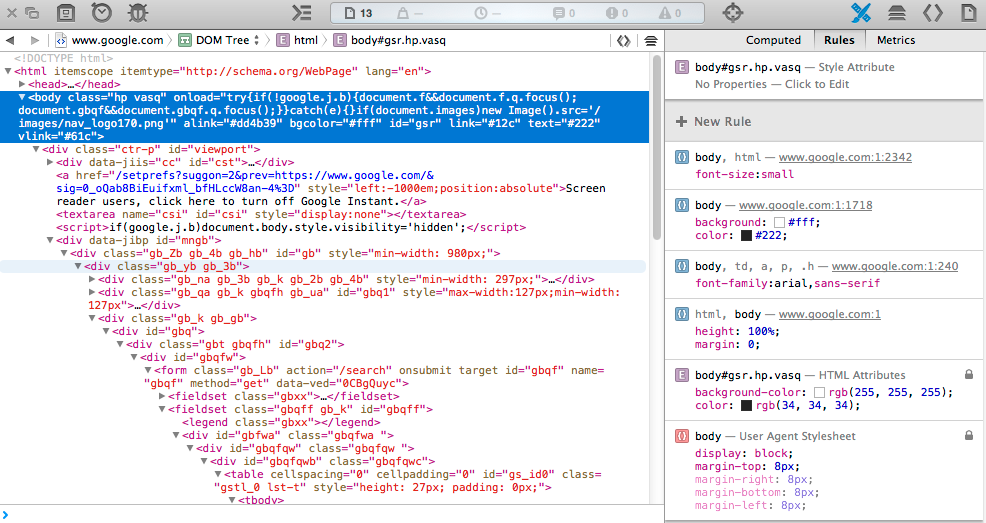 13 — — 0 0 0
www.google.com DOM Tree E html E body#gsr.hp.vasq
Computed Rules Metrics
<!DOCTYPE html>
<html itemscope itemtype="http://schema.org/WebPage" lang="en">
<head>…</head>
<body class="hp vasq" onload="try{if(!google.j.b){document.f&&document.f.q.focus();
document.gbqf&&document.gbqf.q.focus();}}catch(e){}if(document.images)new Image().src='/
images/nav_logo170.png'" alink="#dd4b39" bgcolor="#fff" id="gsr" link="#12c" text="#222"
vlink="#61c">
<div class="ctr-p" id="viewport">
<div data-jiis="cc" id="cst">…</div>
<a href="/setprefs?suggon=2&prev=https://www.google.com/&
sig=0_oQab8BiEuifxml_bfHLccW8an-4%3D" style="left:-1000em;position:absolute">Screen
reader users, click here to turn off Google Instant.</a>
<textarea name="csi" id="csi" style="display:none"></textarea>
<script>if(google.j.b)document.body.style.visibility='hidden';</script>
<div data-jibp id="mngb">
<div class="gb_Zb gb_4b gb_hb" id="gb" style="min-width: 980px;">
<div class="gb_yb gb_3b">
<div class="gb_na gb_3b gb_k gb_2b gb_4b" style="min-width: 297px;">…</div>
<div class="gb_qa gb_k gbqfh gb_ua" id="gbq1" style="max-width:127px;min-width:
127px">…</div>
<div class="gb_k gb_gb">
<div id="gbq">
<div class="gbt gbqfh" id="gbq2">
<div id="gbqfw">
<form class="gb_Lb" action="/search" onsubmit target id="gbqf" name=
"gbqf" method="get" data-ved="0CBgQuyc">
<fieldset class="gbxx">…</fieldset>
<fieldset class="gbqff gb_k" id="gbqff">
<legend class="gbxx"></legend>
<div id="gbfwa" class="gbqfwa ">
<div id="gbqfqw" class="gbqfqw ">
<div id="gbqfqwb" class="gbqfqwc">
<table cellspacing="0" cellpadding="0" id="gs_id0" class=
"gstl_0 lst-t" style="height: 27px; padding: 0px;">
<tbody>
E body#gsr.hp.vasq — Style Attribute
No Properties — Click to Edit
New Rule
body, html — www.google.com:1:2342
font-size:small
body — www.google.com:1:1718
background: #fff;
color: #222;
body, td, a, p, .h — www.google.com:1:240
font-family:arial,sans-serif
html, body — www.google.com:1
height: 100%;
margin: 0;
E body#gsr.hp.vasq — HTML Attributes
background-color: rgb(255, 255, 255);
color: rgb(34, 34, 34);
body — User Agent Stylesheet
display: block;
margin-top: 8px;
margin-right: 8px;
margin-bottom: 8px;
margin-left: 8px;